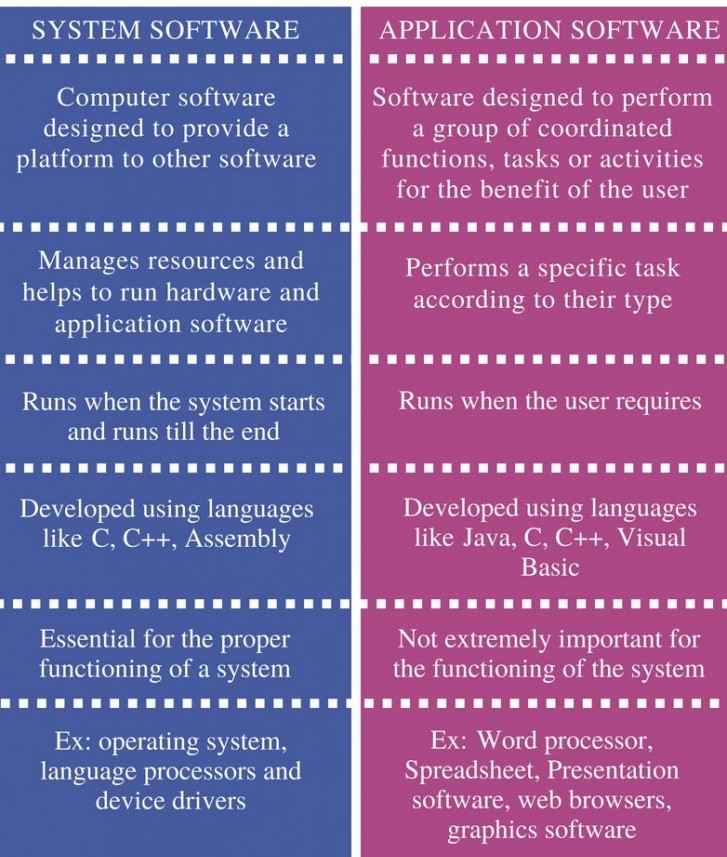 SYSTEM SOFTWARE
Computer software
designed to provide a
platform to other software
Manages resources and
helps to run hardware and
application software
Runs when the system starts
and runs till the end
Developed using languages
like C, C++, Assembly
Essential for the proper
functioning of a system
Ex: operating system,
language processors and
device drivers
APPLICATION SOFTWARE
Software designed to perform
a group of coordinated
functions, tasks or activities
for the benefit of the user
Performs a specific task
according to their type
Runs when the user requires
Developed using languages
like Java, C, C++, Visual
Basic
Not extremely important for
the functioning of the system
Ex: Word processor,
Spreadsheet, Presentation
software, web browsers,
graphics software